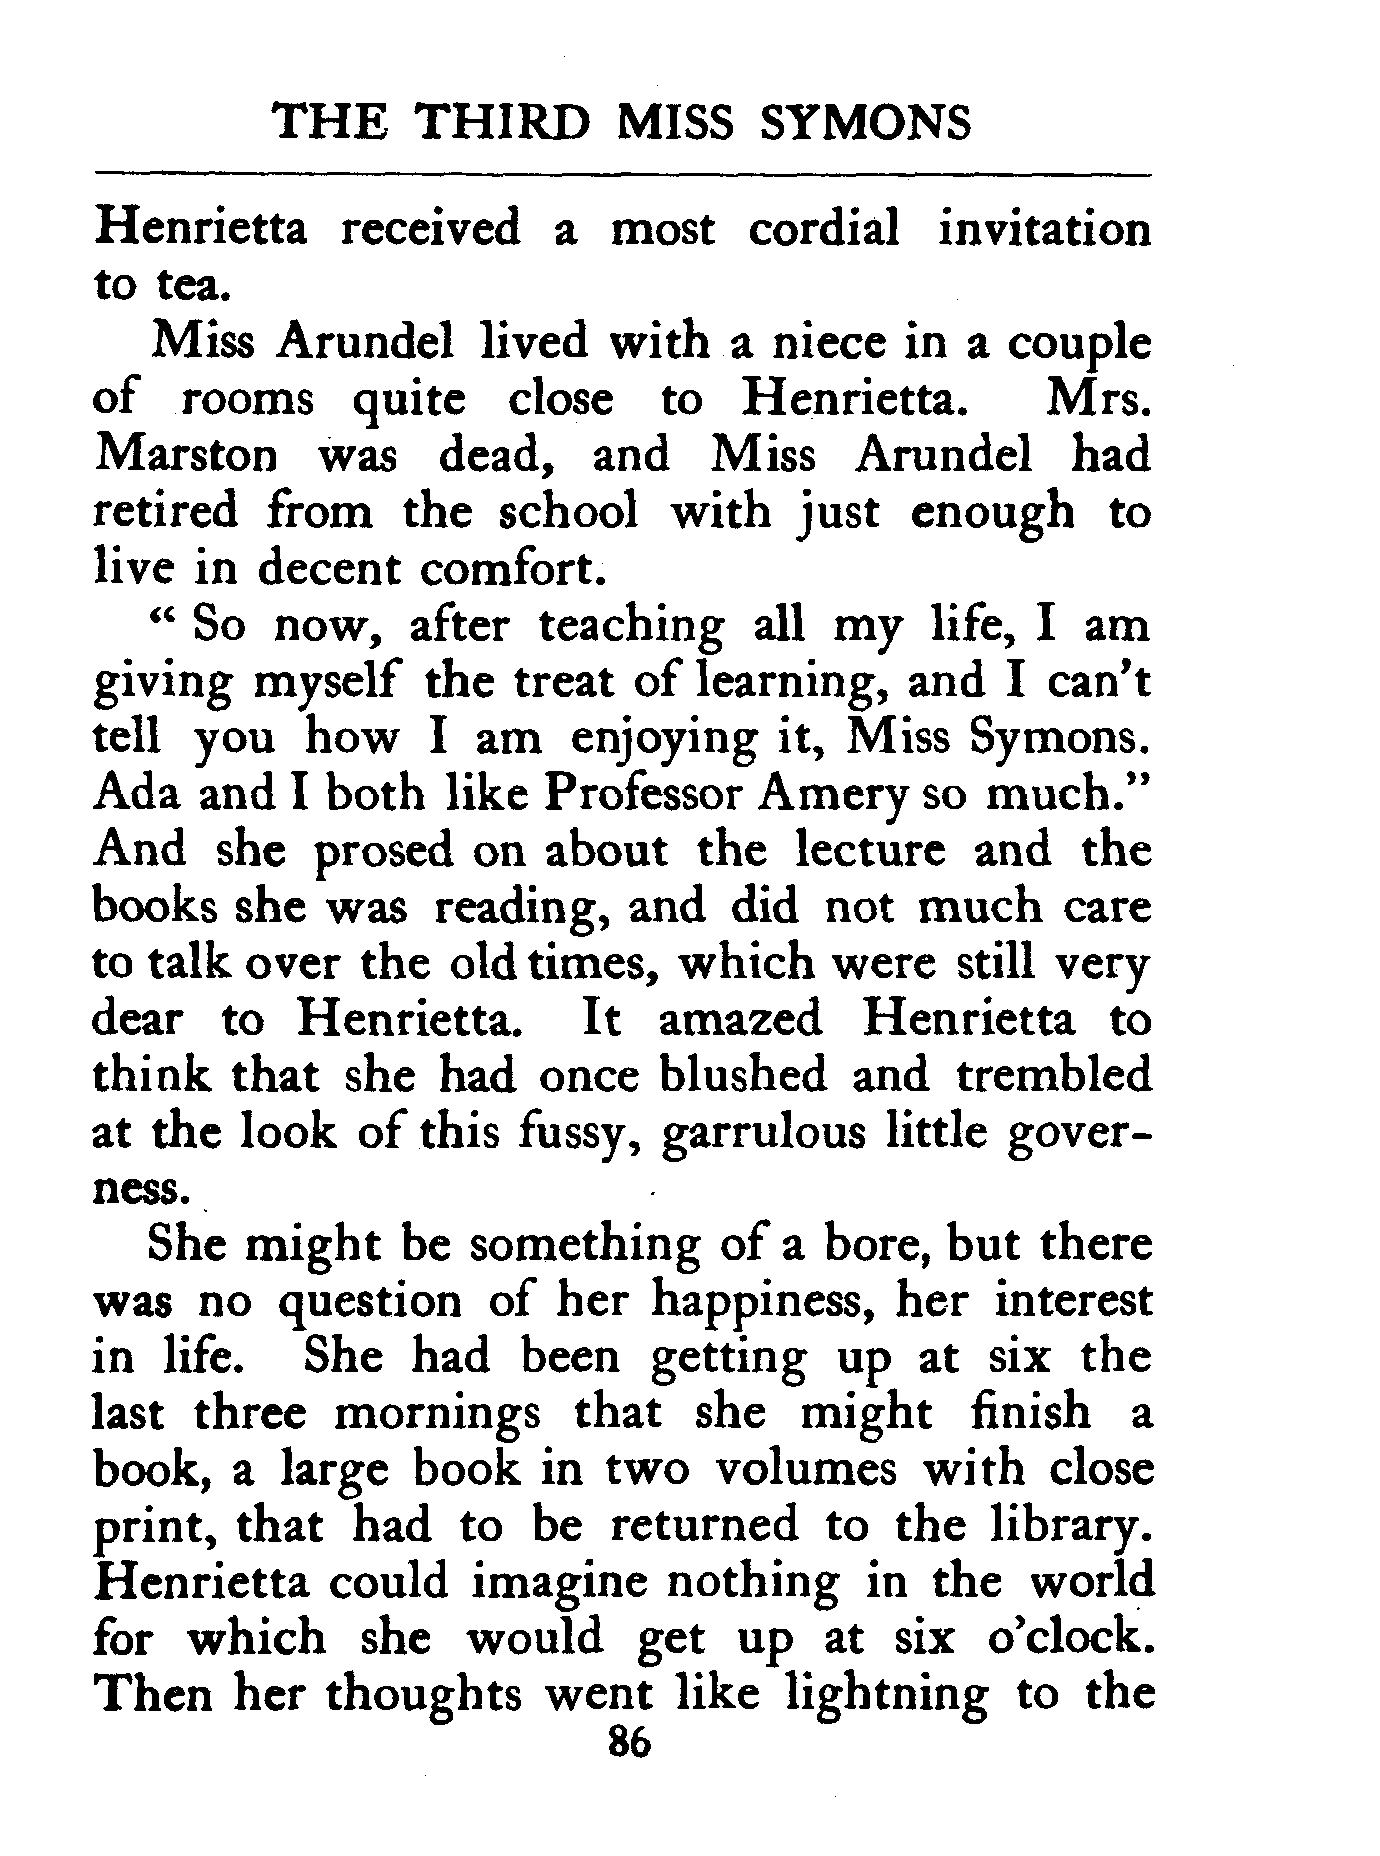 THE THIRD MISS SYMONS
Henrietta received a most cordial invitation
to tea.
Miss Arundel lived with a niece in a couple
of rooms quite close to Henrietta. Mrs.
Marston was dead, and Miss Arundel had
retired from the school with just enough to
live in decent comfort.
“ So now, after teaching all my life, I am
giving myself the treat of learning, and I can't
tell you how I am enjoying it, Miss Symons.
Ada and I both like Professor Amery so much.”
And she prosed on about the lecture and the
books she was reading, and did not much care
to talk over the old times, which were still very
dear to Henrietta. It amazed Henrietta to
think that she had once blushed and trembled
at the look of this fussy, garrulous little gover-
ness.
She might be something of a bore, but there
was no question of her happiness, her interest
in life. She had been getting up at six the
last three mornings that she might finish a
book, a large book in two volumes with close
print, that had to be returned to the library.
Henrietta could imagine nothing in the world
for which she would get up at six o'clock.
Then her thoughts went like lightning to the
86